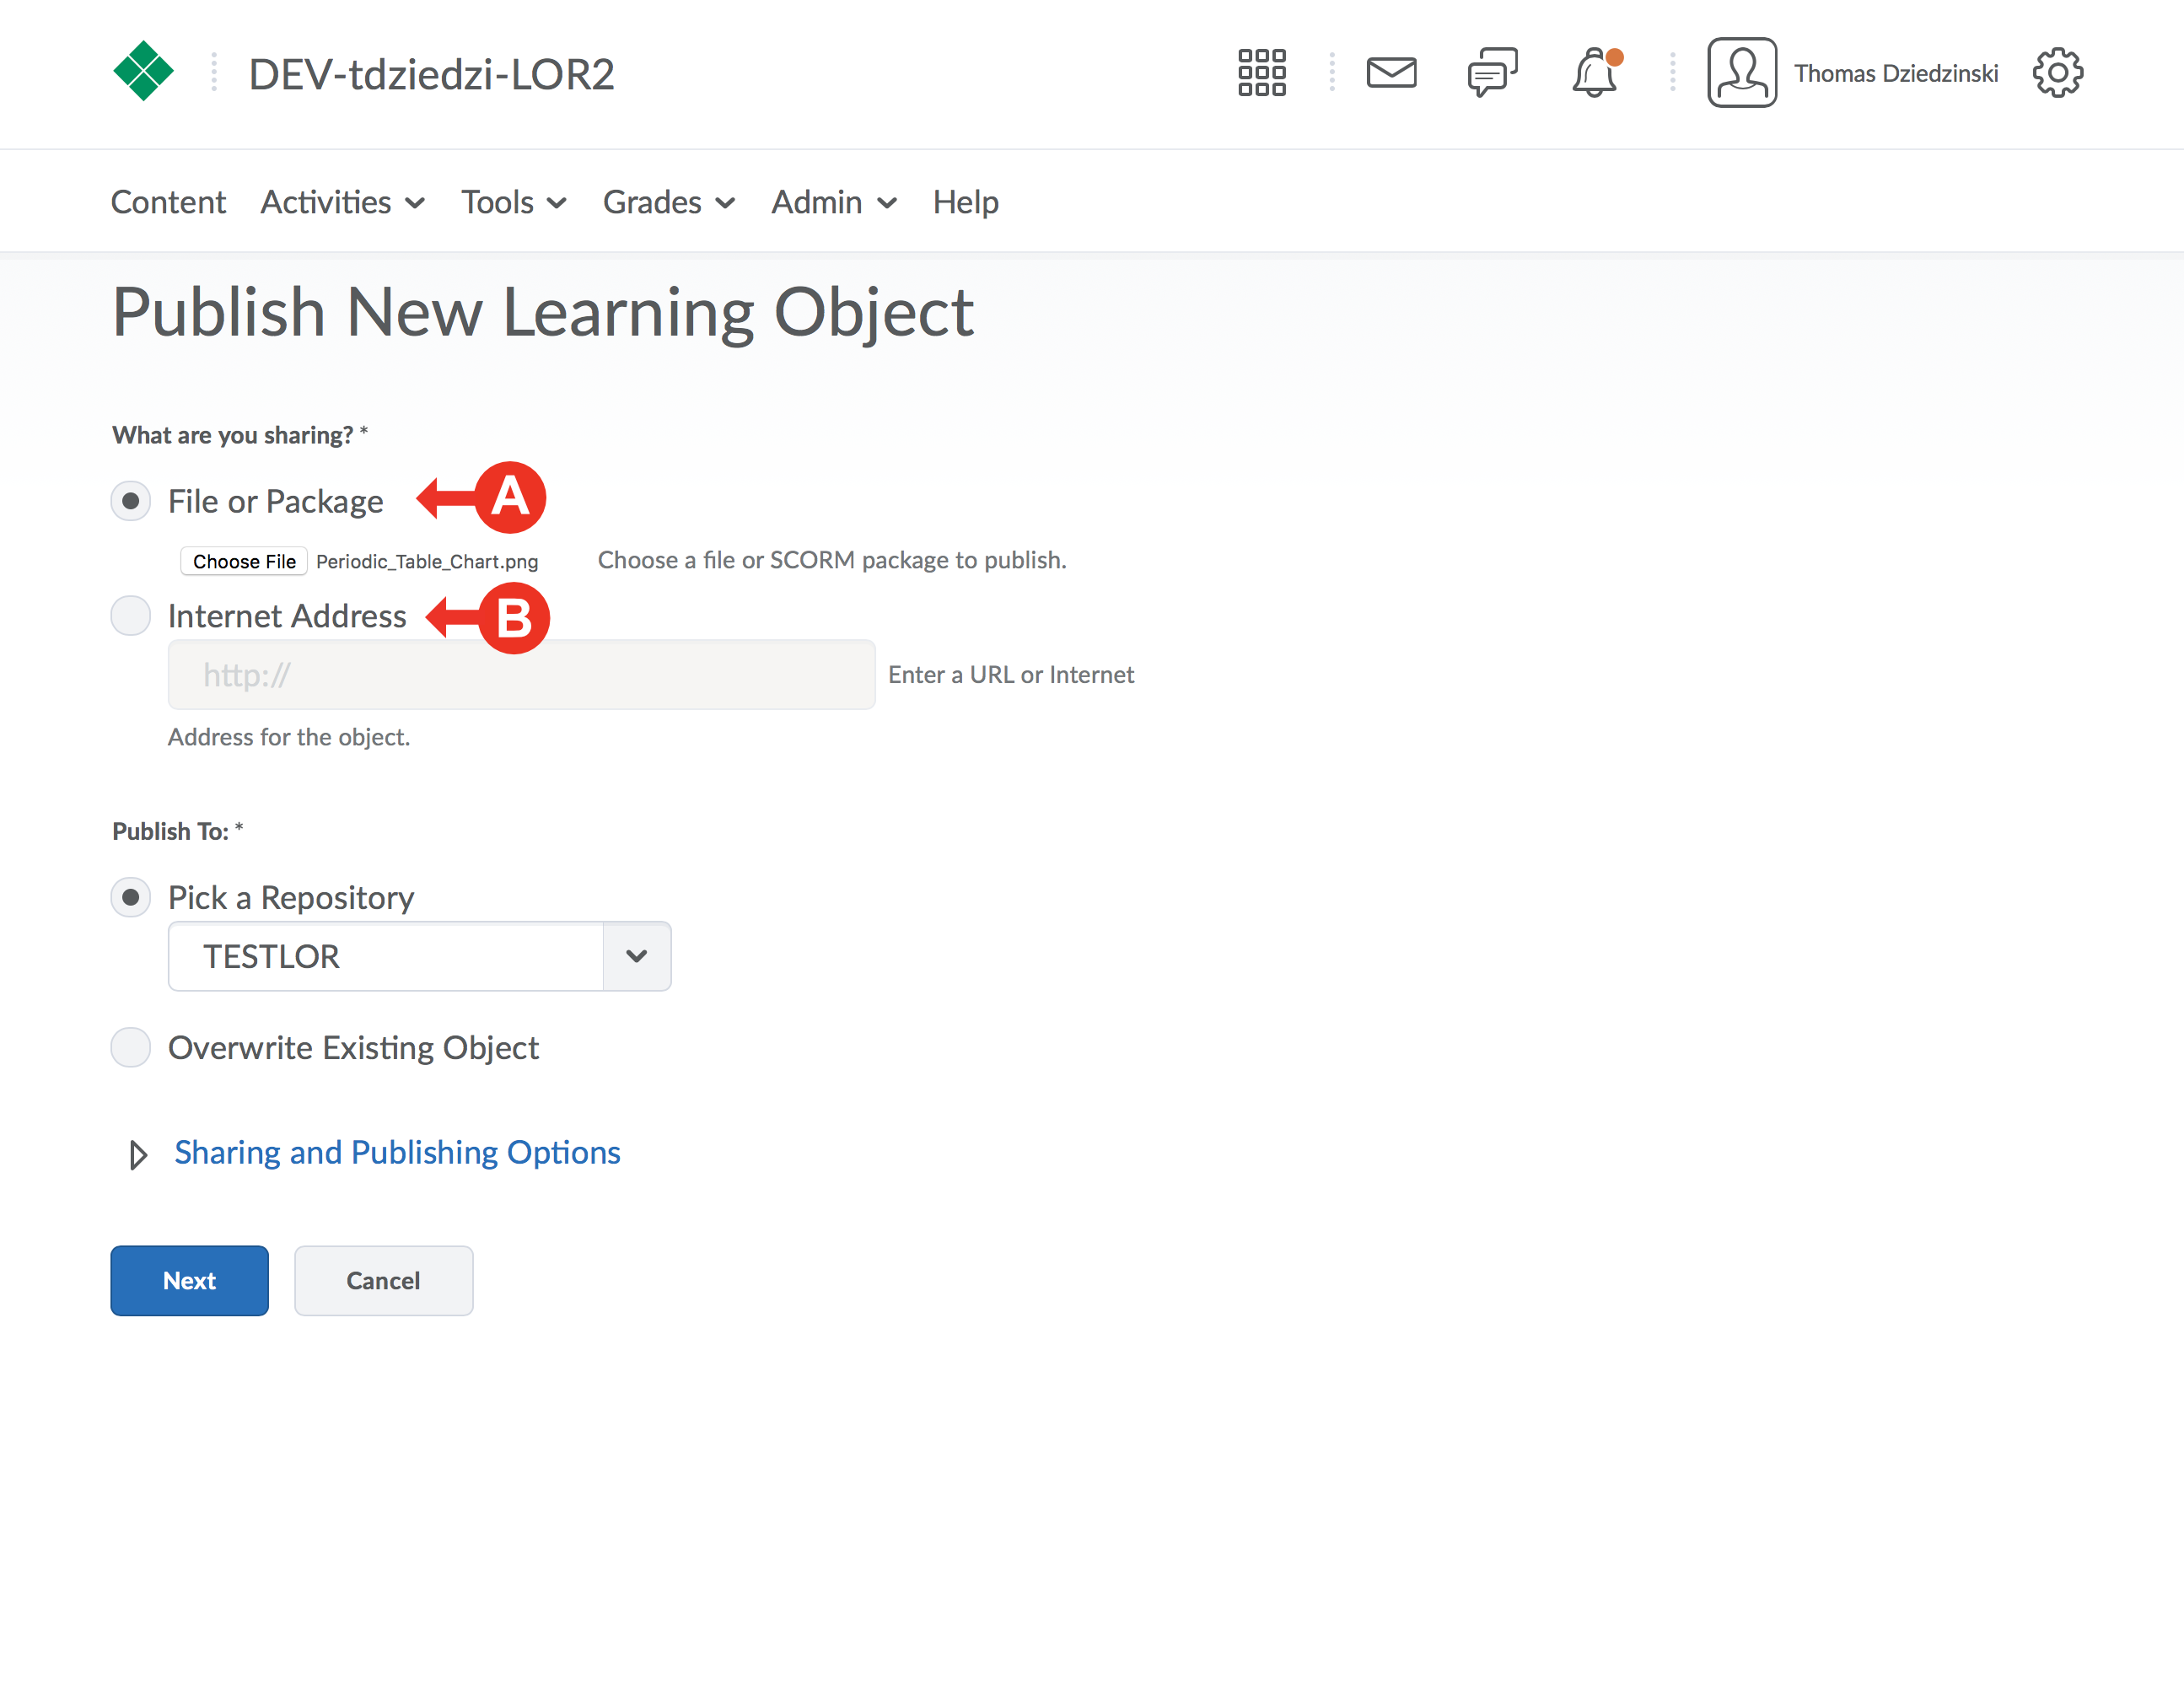 DEV-tdziedzi-LOR2
Thomas Dziedzinski
Content Activities Tools Grades Admin Help
Publish New Learning Object
What are you sharing? *
File or Package
A
Choose File Periodic_Table_Chart.png Choose a file or SCORM package to publish.
Internet Address
B
http:// Enter a URL or Internet
Address for the object.
Publish To: *
Pick a Repository
TESTLOR
Overwrite Existing Object
Sharing and Publishing Options
Next Cancel